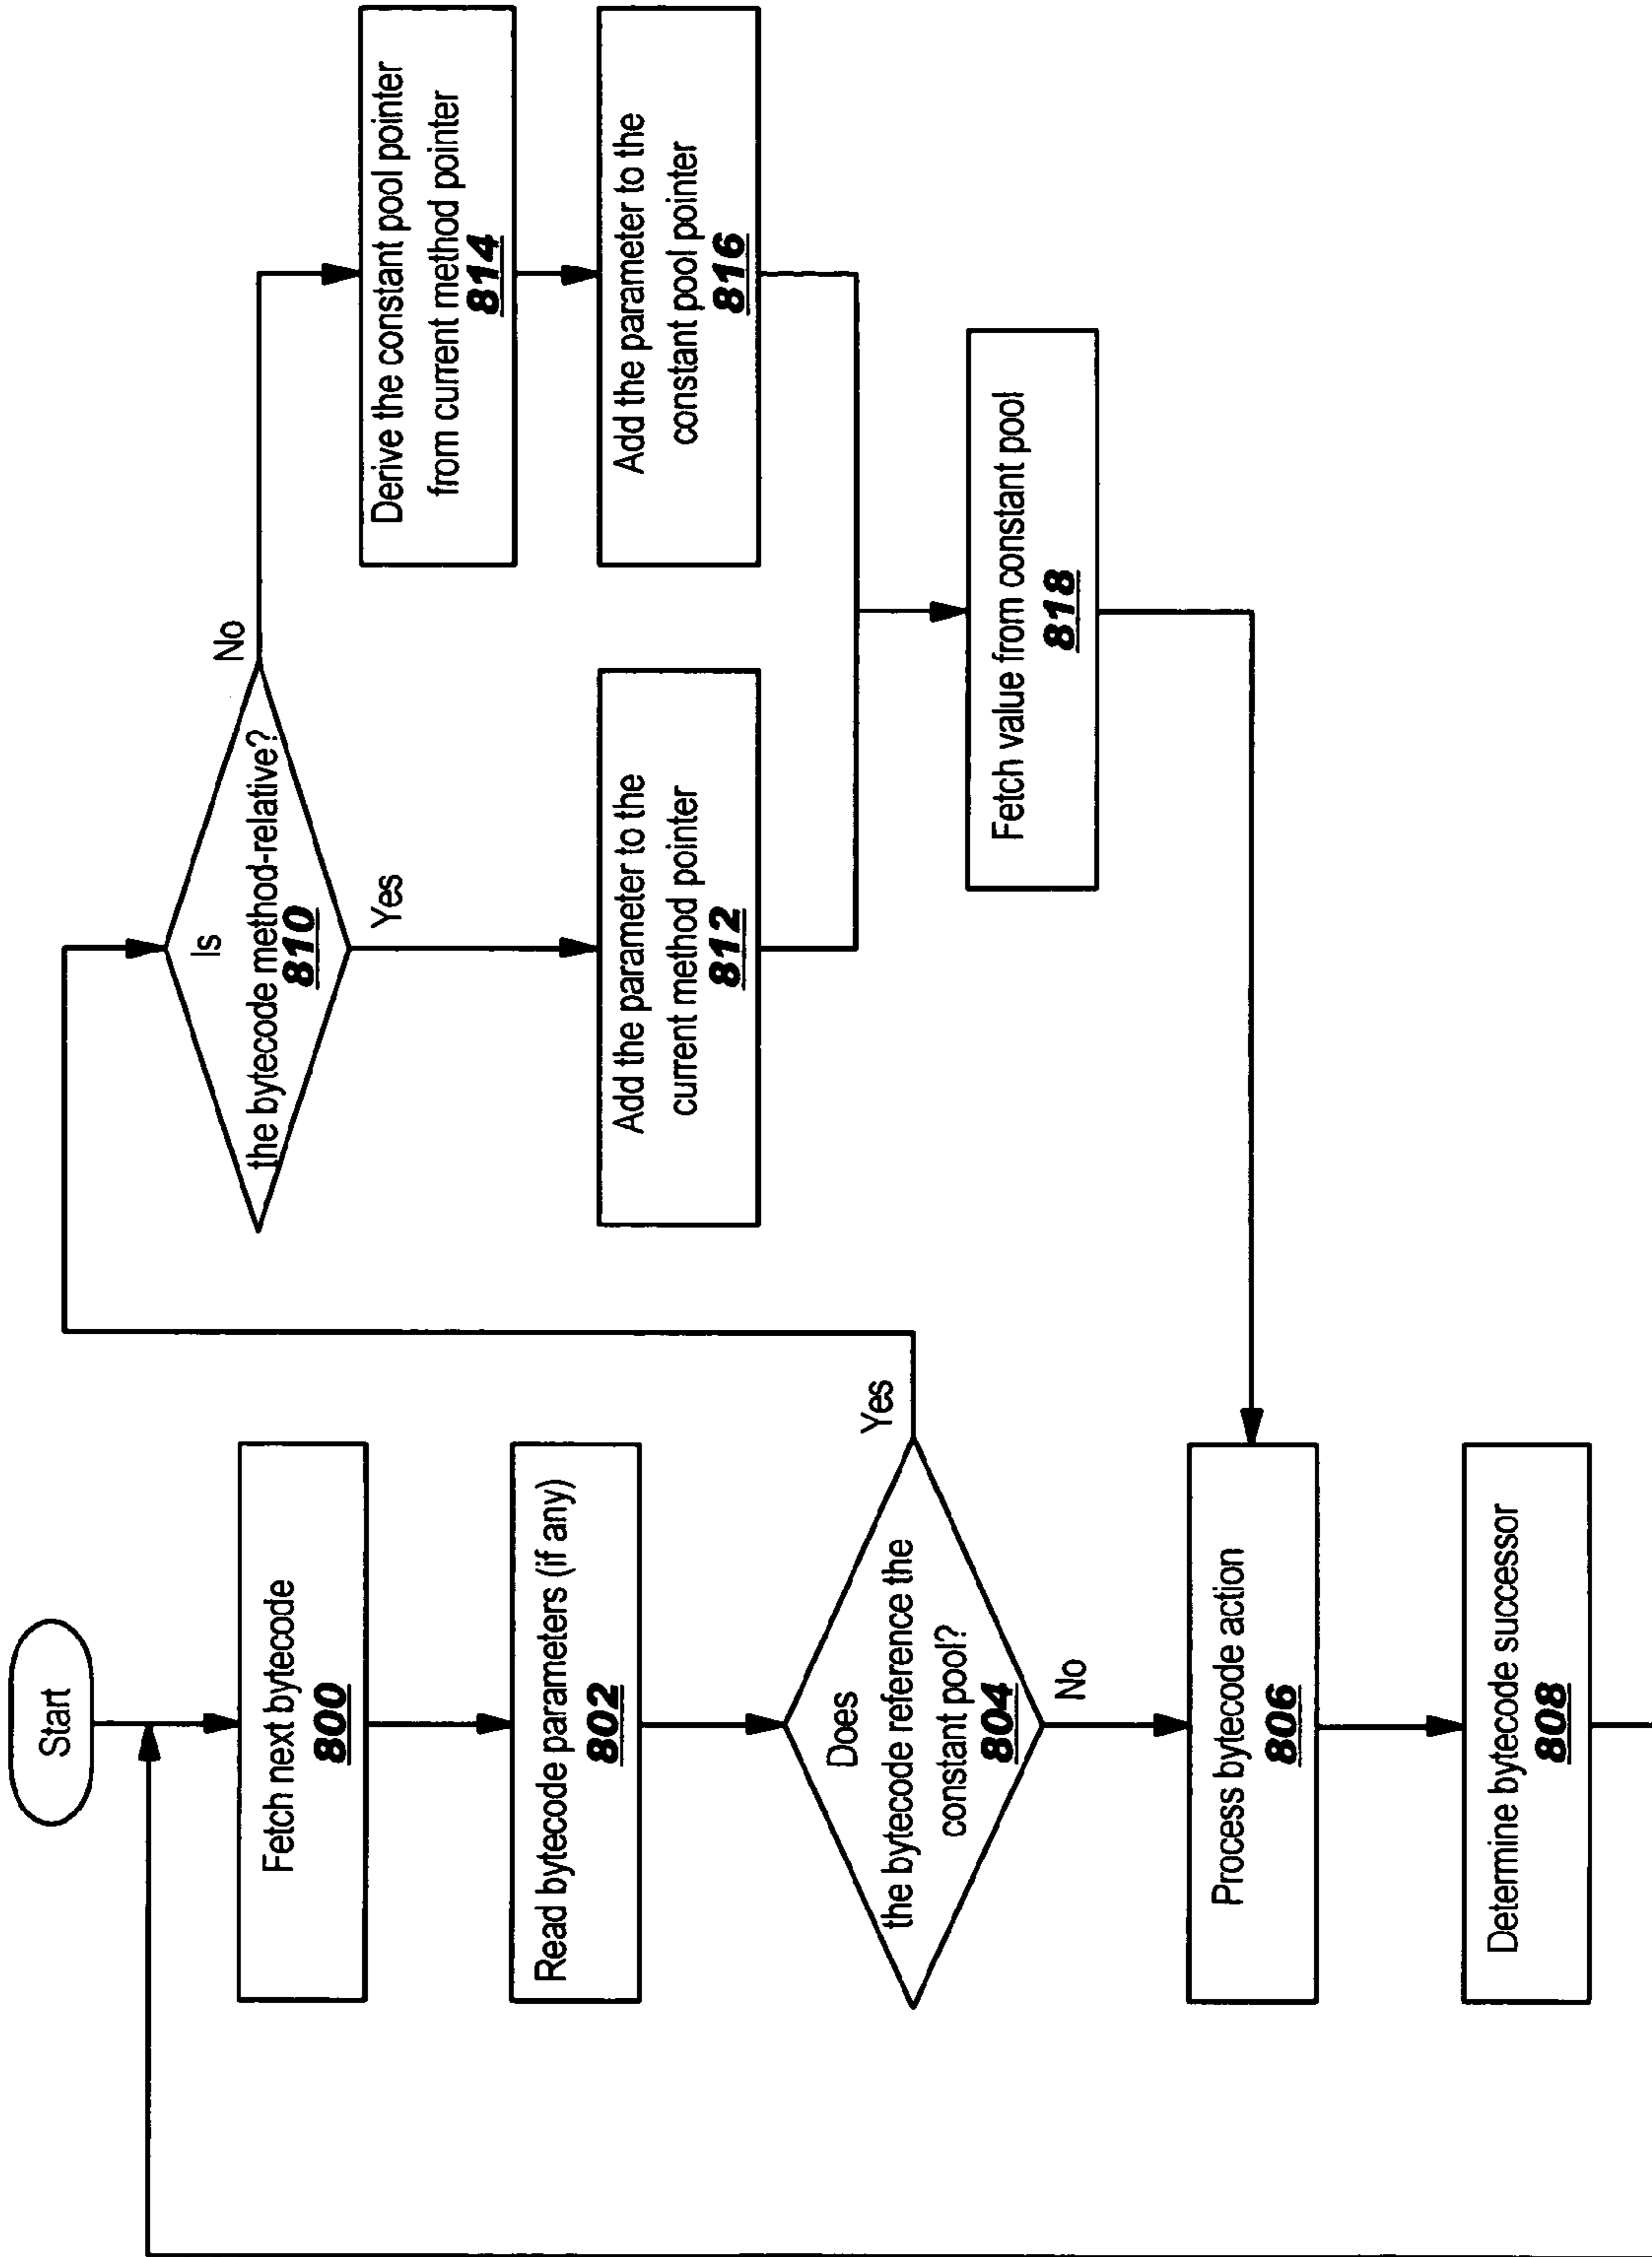 Start
Fetch next bytecode
800
Read bytecode parameters (if any)
802
Does
the bytecode reference the
constant pool?
804
Yes
No
Process bytecode action
806
Determine bytecode successor
808
Is
the bytecode method-relative?
810
No
Yes
Add the parameter to the
current method pointer
812
Derive the constant pool pointer
from current method pointer
814
Add the parameter to the
constant pool pointer
816
Fetch value from constant pool
818